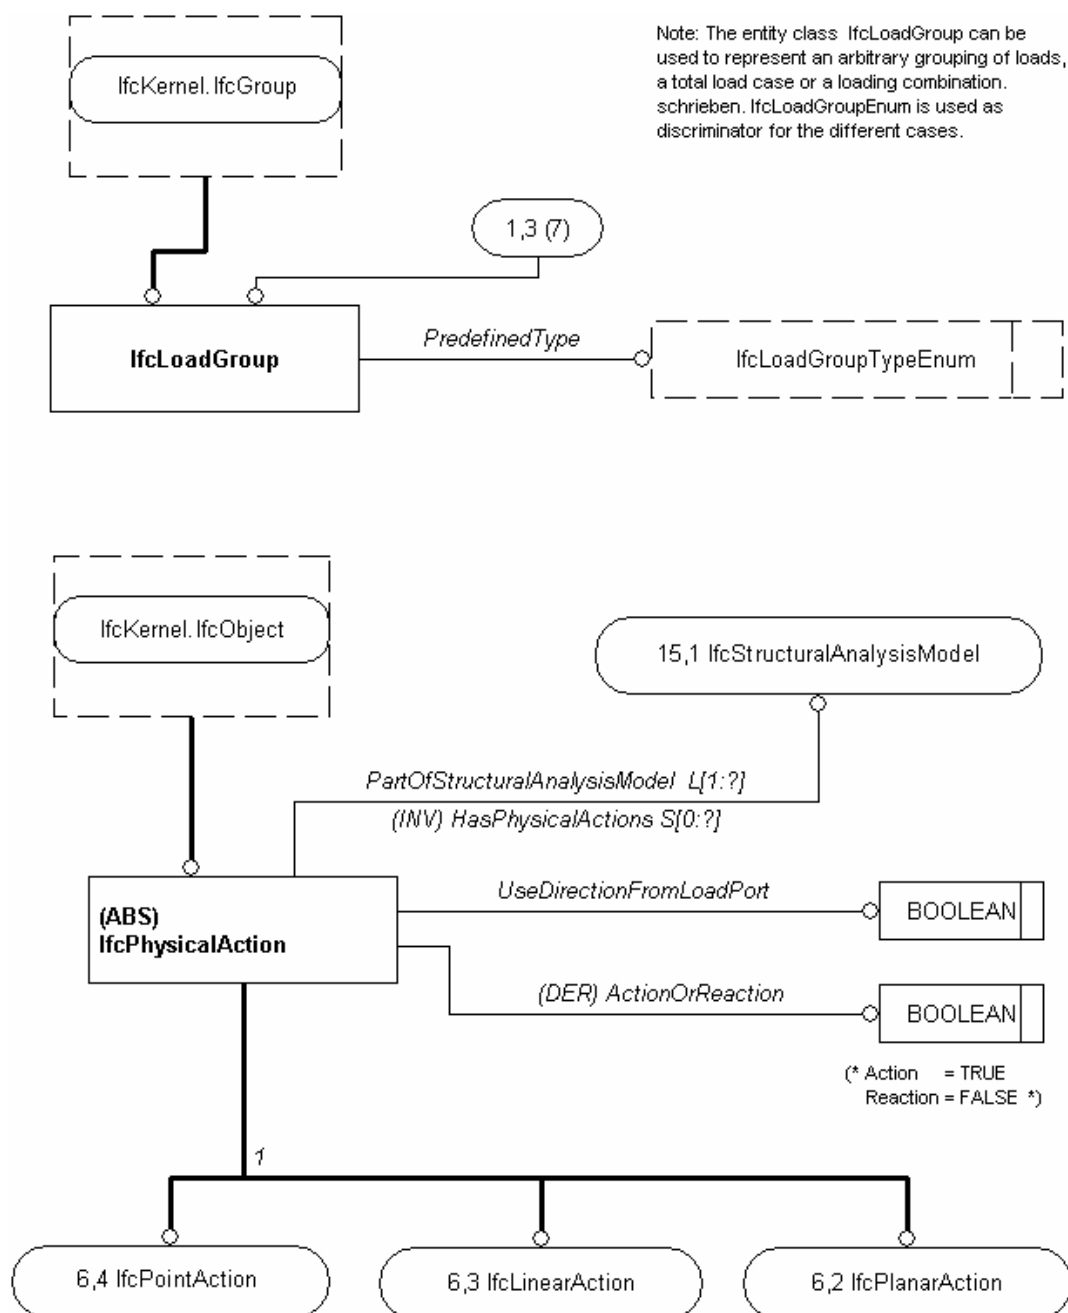 Note: The entity class IfcLoadGroup can be
used to represent an arbitrary grouping of loads,
a total load case or a loading combination.
schrieben. IfcLoadGroupEnum is used as
discriminator for the different cases.
IfcKernel.IfcGroup
1,3 (7)
IfcLoadGroup
PredefinedType
IfcLoadGroupTypeEnum
IfcKernel.IfcObject
15,1 IfcStructuralAnalysisModel
PartOfStructuralAnalysisModel L[1:?]
(INV) HasPhysicalActions S[0:?]
(ABS)
IfcPhysicalAction
UseDirectionFromLoadPort
BOOLEAN
(DER) ActionOrReaction
BOOLEAN
(* Action = TRUE
Reaction = FALSE *)
1
6,4 IfcPointAction
6,3 IfcLinearAction
6,2 IfcPlanarAction